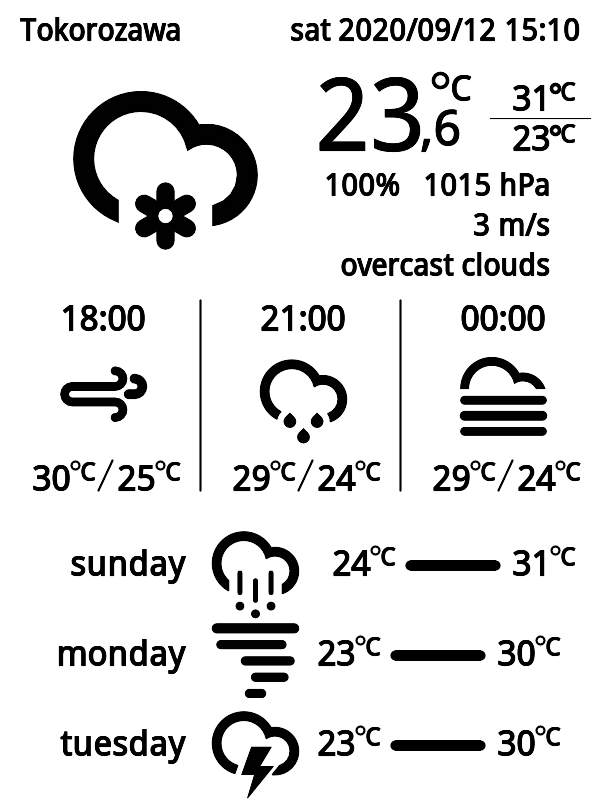 Tokorozawa sat 2020/09/12 15:10
23,6 °C 31°C
23°C
100% 1015 hPa
3 m/s
overcast clouds
18:00 21:00 00:00
30°C/25°C 29°C/24°C 29°C/24°C
sunday 24°C 31°C
monday 23°C 30°C
tuesday 23°C 30°C